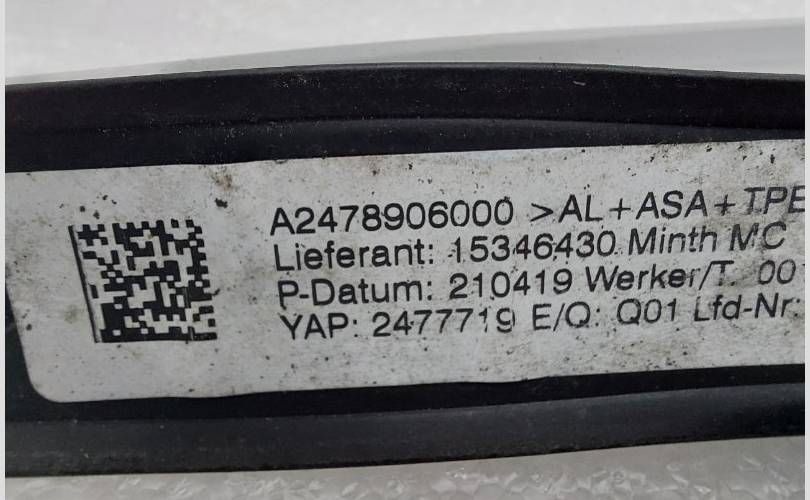 A2478906000 >AL+ASA+TPE
Lieferant: 15346430 Minth MC
P-Datum: 210419 Werker/T. 00
YAP: 2477719 E/Q: Q01 Lfd-Nr: